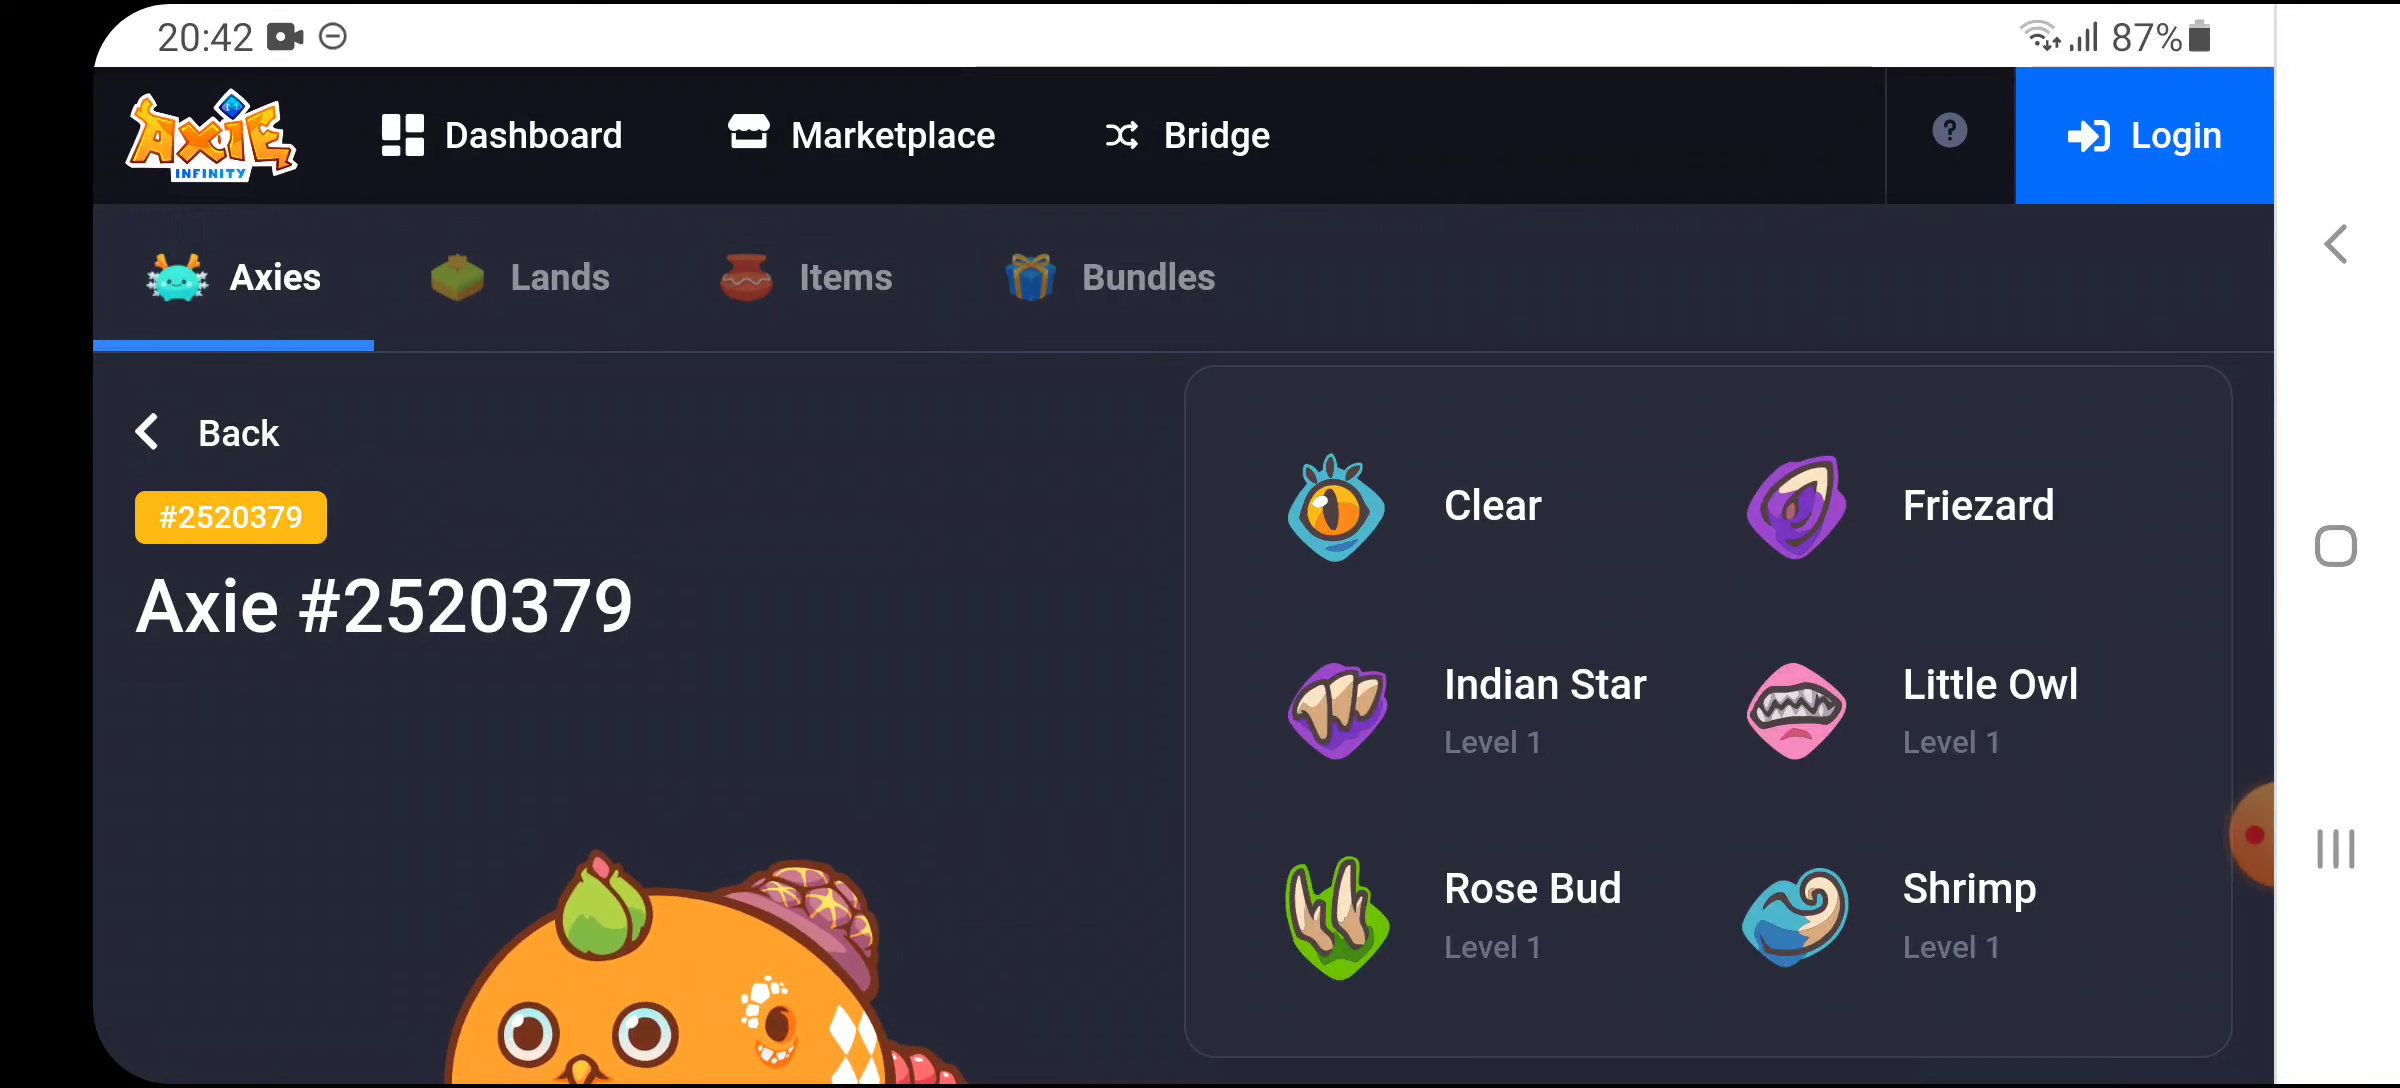 20:42
87%
AXIE
INFINITY
Dashboard
Marketplace
Bridge
?
Login
Axies
Lands
Items
Bundles
Back
#2520379
Axie #2520379
Clear
Friezard
Indian Star
Level 1
Little Owl
Level 1
Rose Bud
Level 1
Shrimp
Level 1